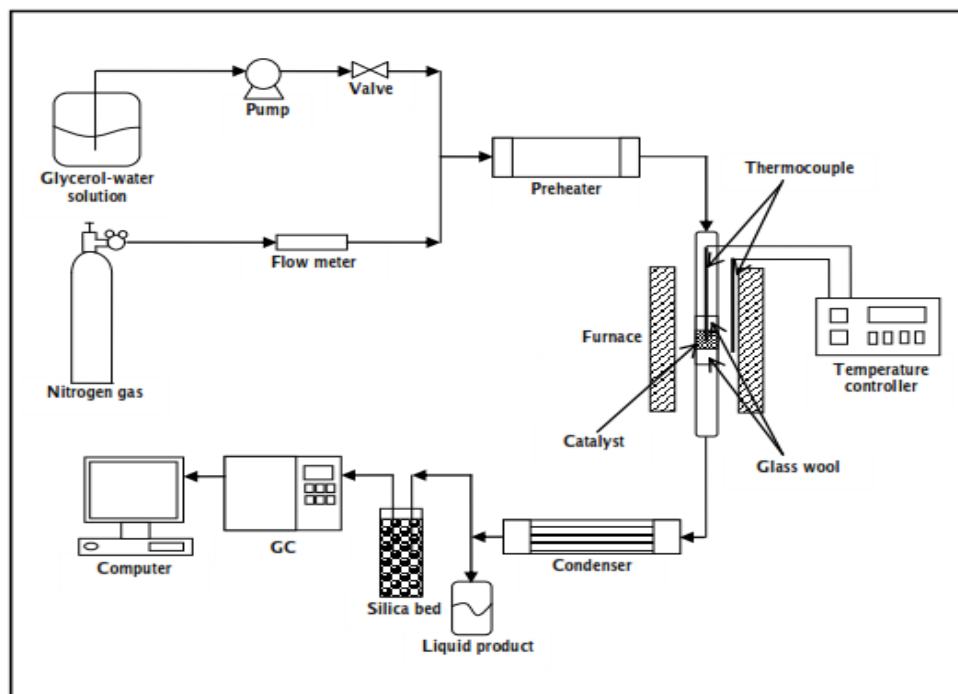 Pump
Valve
Glycerol-water
solution
Preheater
Thermocouple
Flow meter
Nitrogen gas
Furnace
Temperature
controller
Catalyst
Glass wool
Computer
GC
Silica bed
Condenser
Liquid product